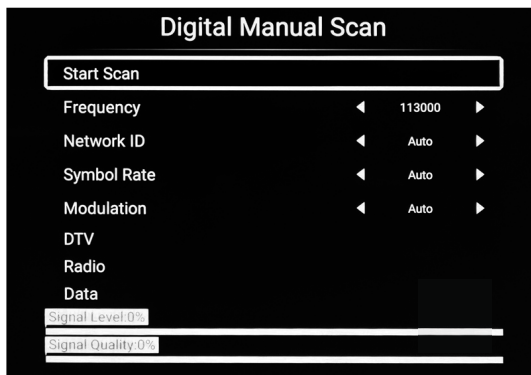 Digital Manual Scan
Start Scan
Frequency 113000
Network ID Auto
Symbol Rate Auto
Modulation Auto
DTV
Radio
Data
Signal Level:0%
Signal Quality:0%